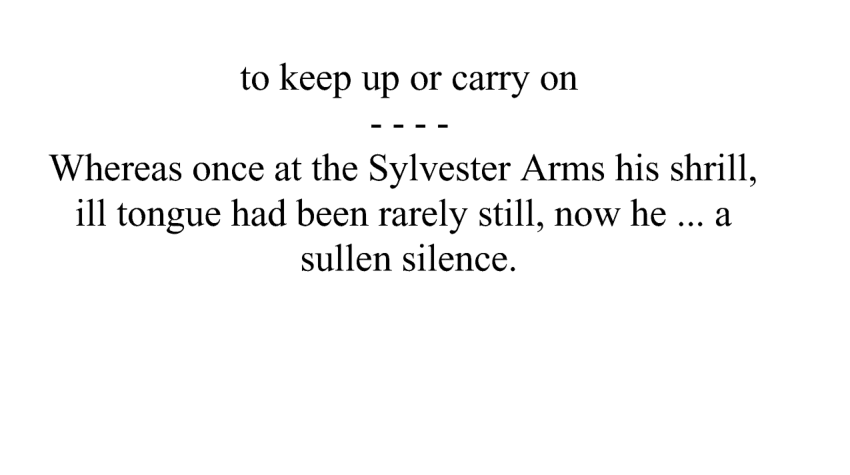 to keep up or carry on
- - - -
Whereas once at the Sylvester Arms his shrill,
ill tongue had been rarely still, now he ... a
sullen silence.